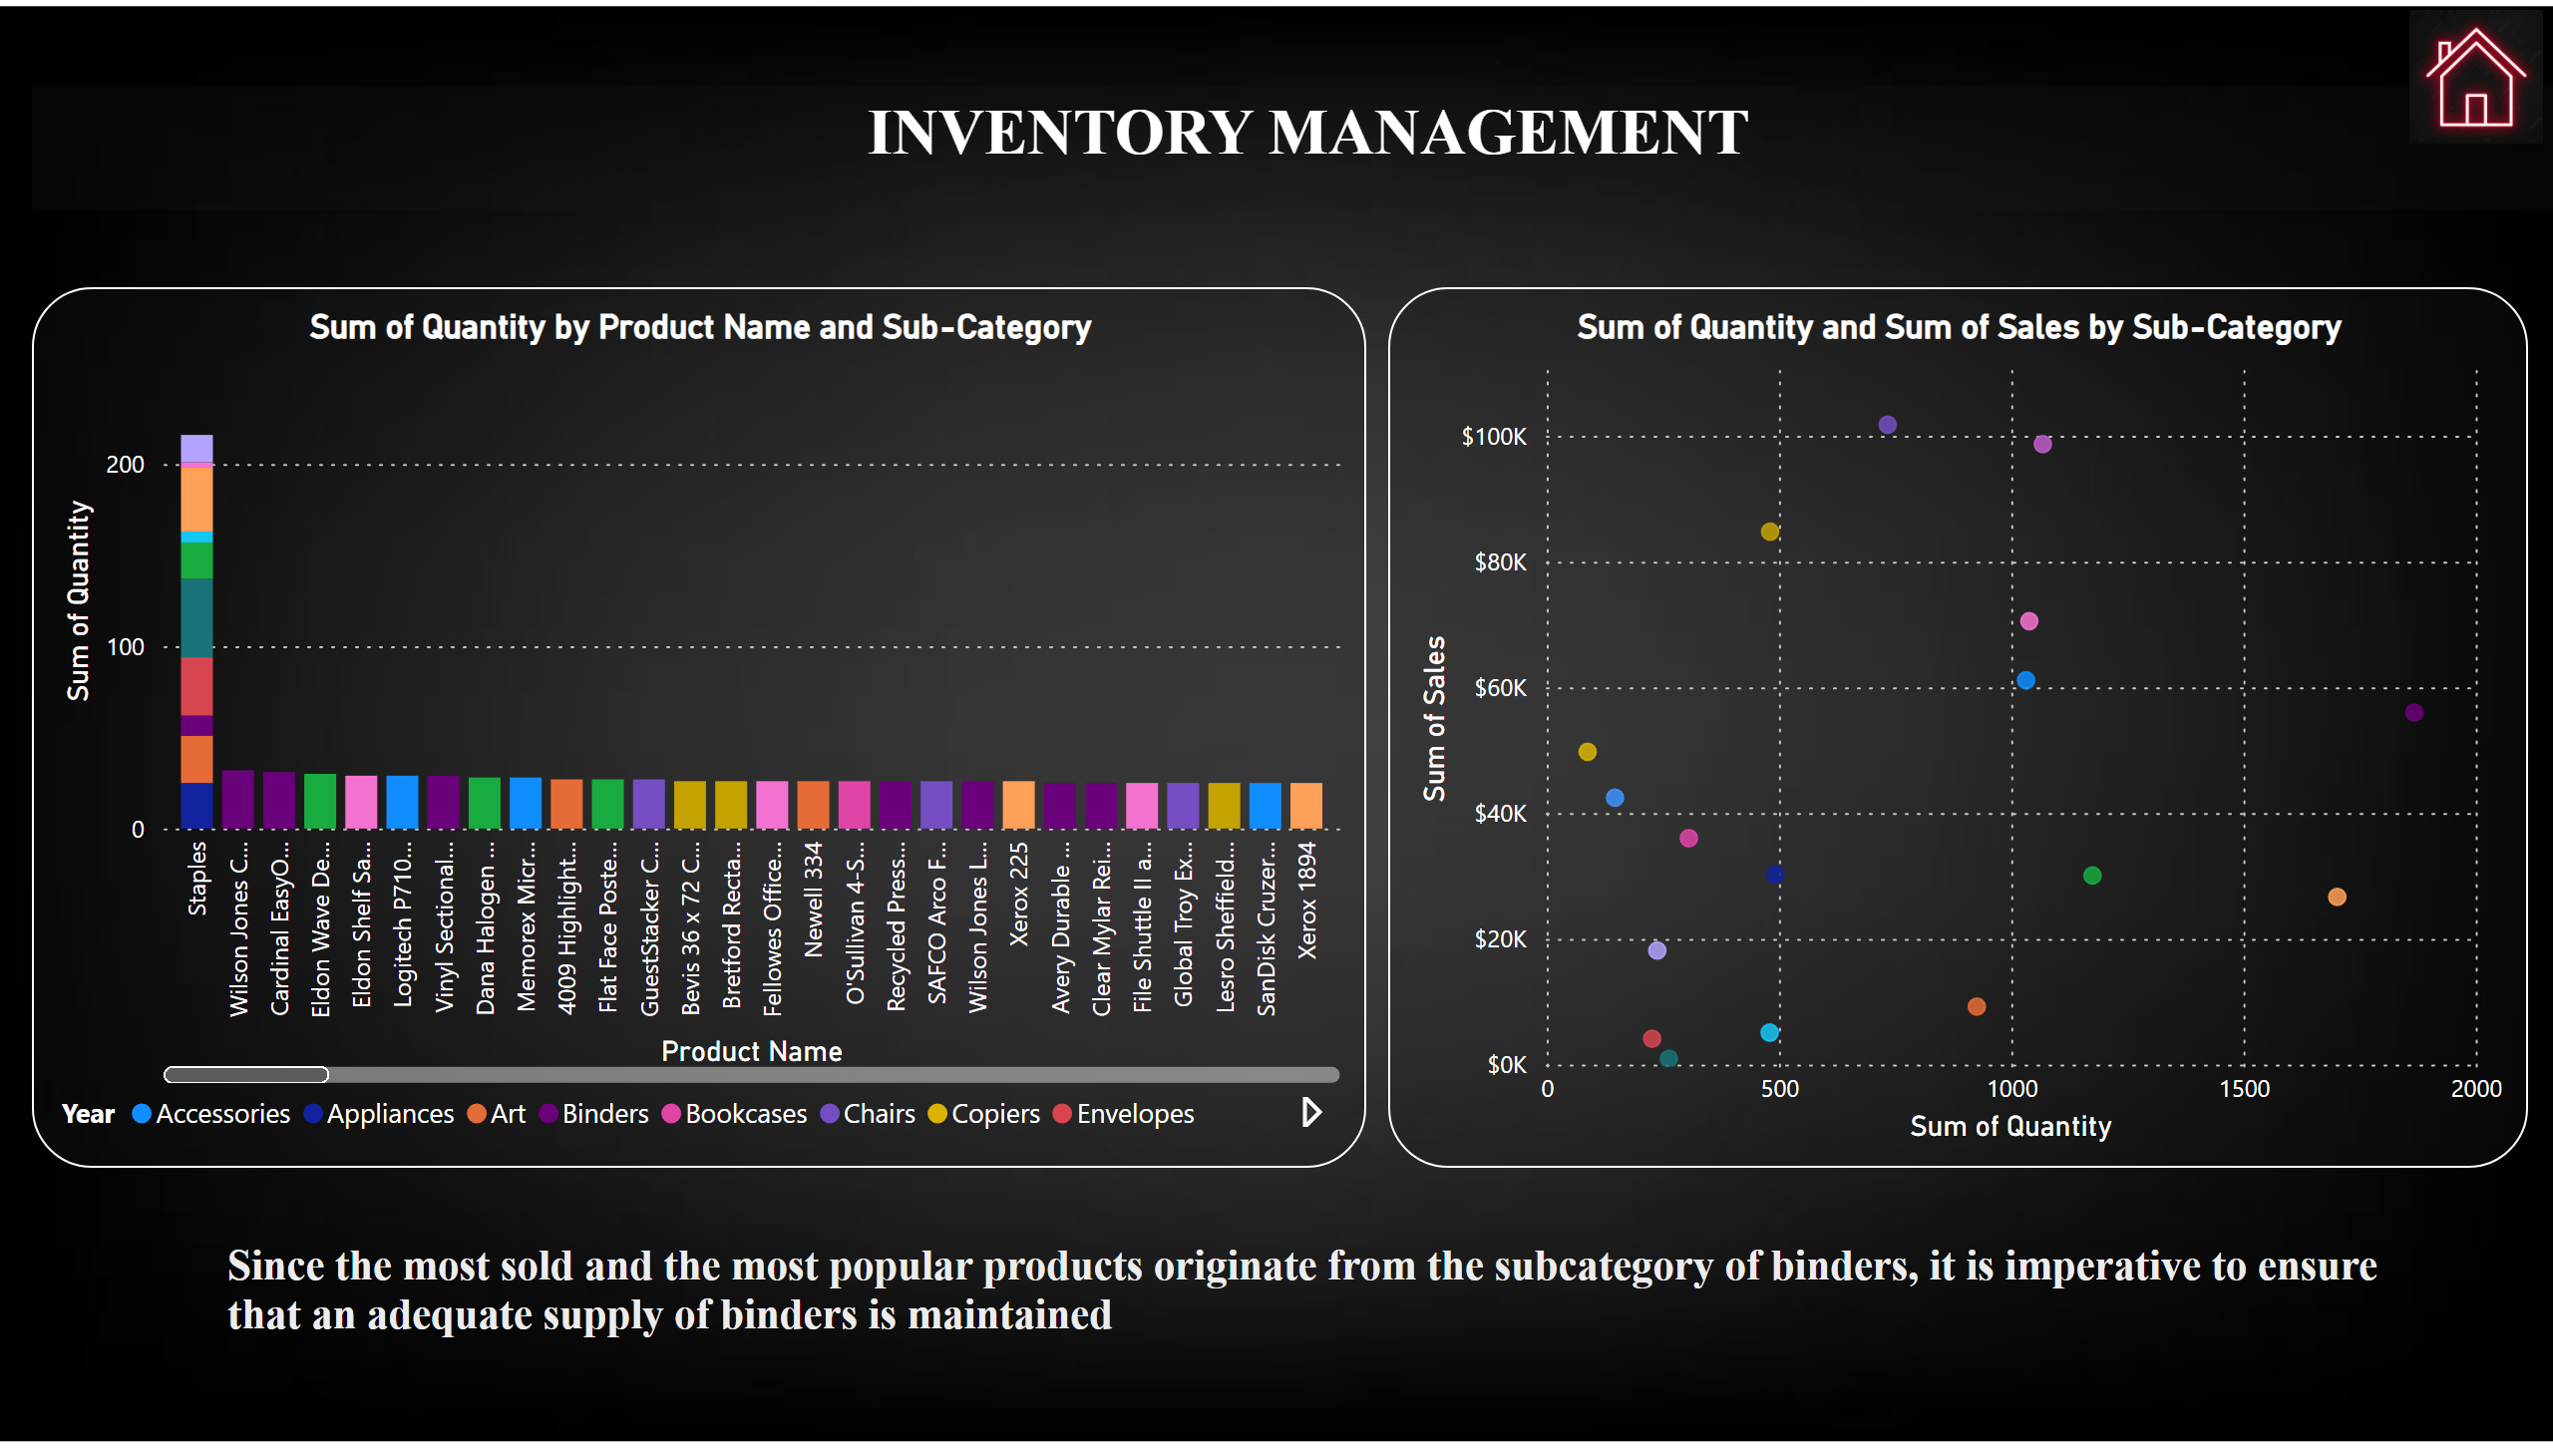 INVENTORY MANAGEMENT
Sum of Quantity by Product Name and Sub-Category
Sum of Quantity
200
100
0
Staples
Wilson Jones C...
Cardinal EasyO...
Eldon Wave De...
Eldon Shelf Sa...
Logitech P710...
Vinyl Sectional...
Dana Halogen ...
Memorex Micr...
4009 Highlight...
Flat Face Poste...
GuestStacker C...
Bevis 36 x 72 C...
Bretford Recta...
Fellowes Office...
Newell 334
O'Sullivan 4-S...
Recycled Press...
SAFCO Arco F...
Wilson Jones L...
Xerox 225
Avery Durable ...
Clear Mylar Rei...
File Shuttle II a...
Global Troy Ex...
Lesro Sheffield...
SanDisk Cruzer...
Xerox 1894
Product Name
Year Accessories Appliances Art Binders Bookcases Chairs Copiers Envelopes
Sum of Quantity and Sum of Sales by Sub-Category
Sum of Sales
$100K
$80K
$60K
$40K
$20K
$0K
0 500 1000 1500 2000
Sum of Quantity
Since the most sold and the most popular products originate from the subcategory of binders, it is imperative to ensure
that an adequate supply of binders is maintained